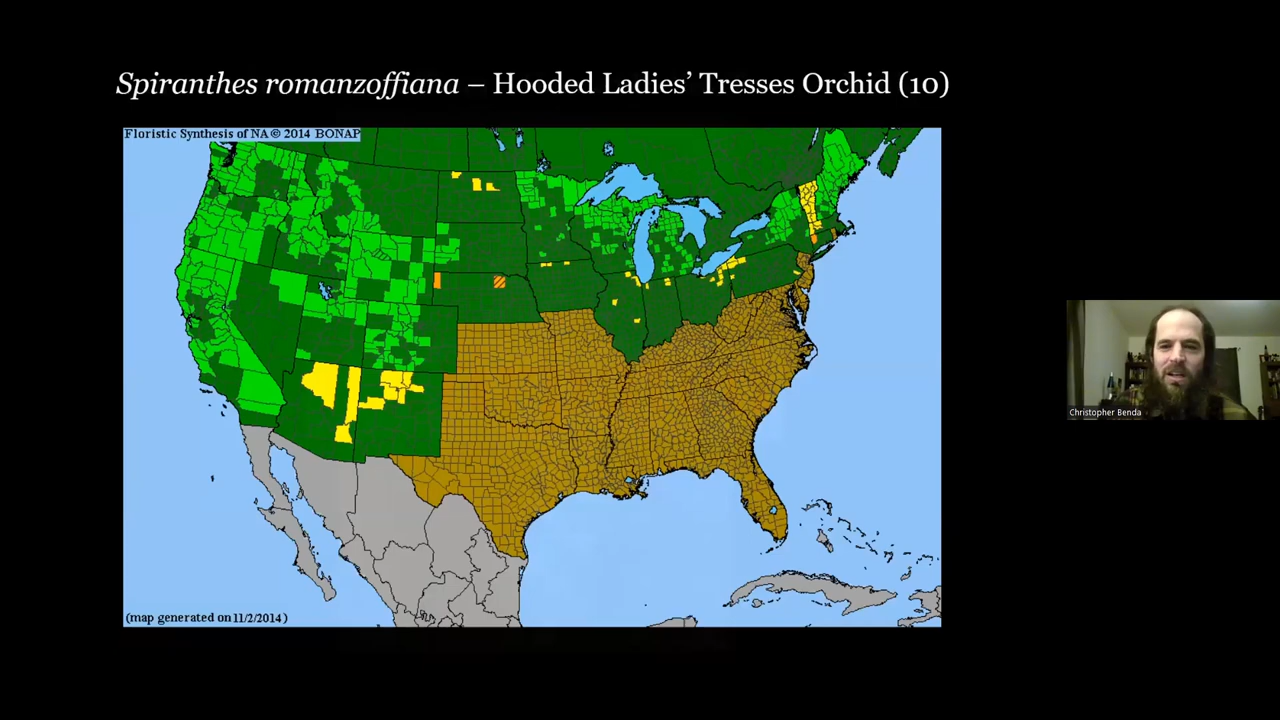 Spiranthes romanzoffiana – Hooded Ladies’ Tresses Orchid (10)
Floristic Synthesis of NA © 2014 BONAP
(map generated on 11/2/2014 )
Christopher Benda